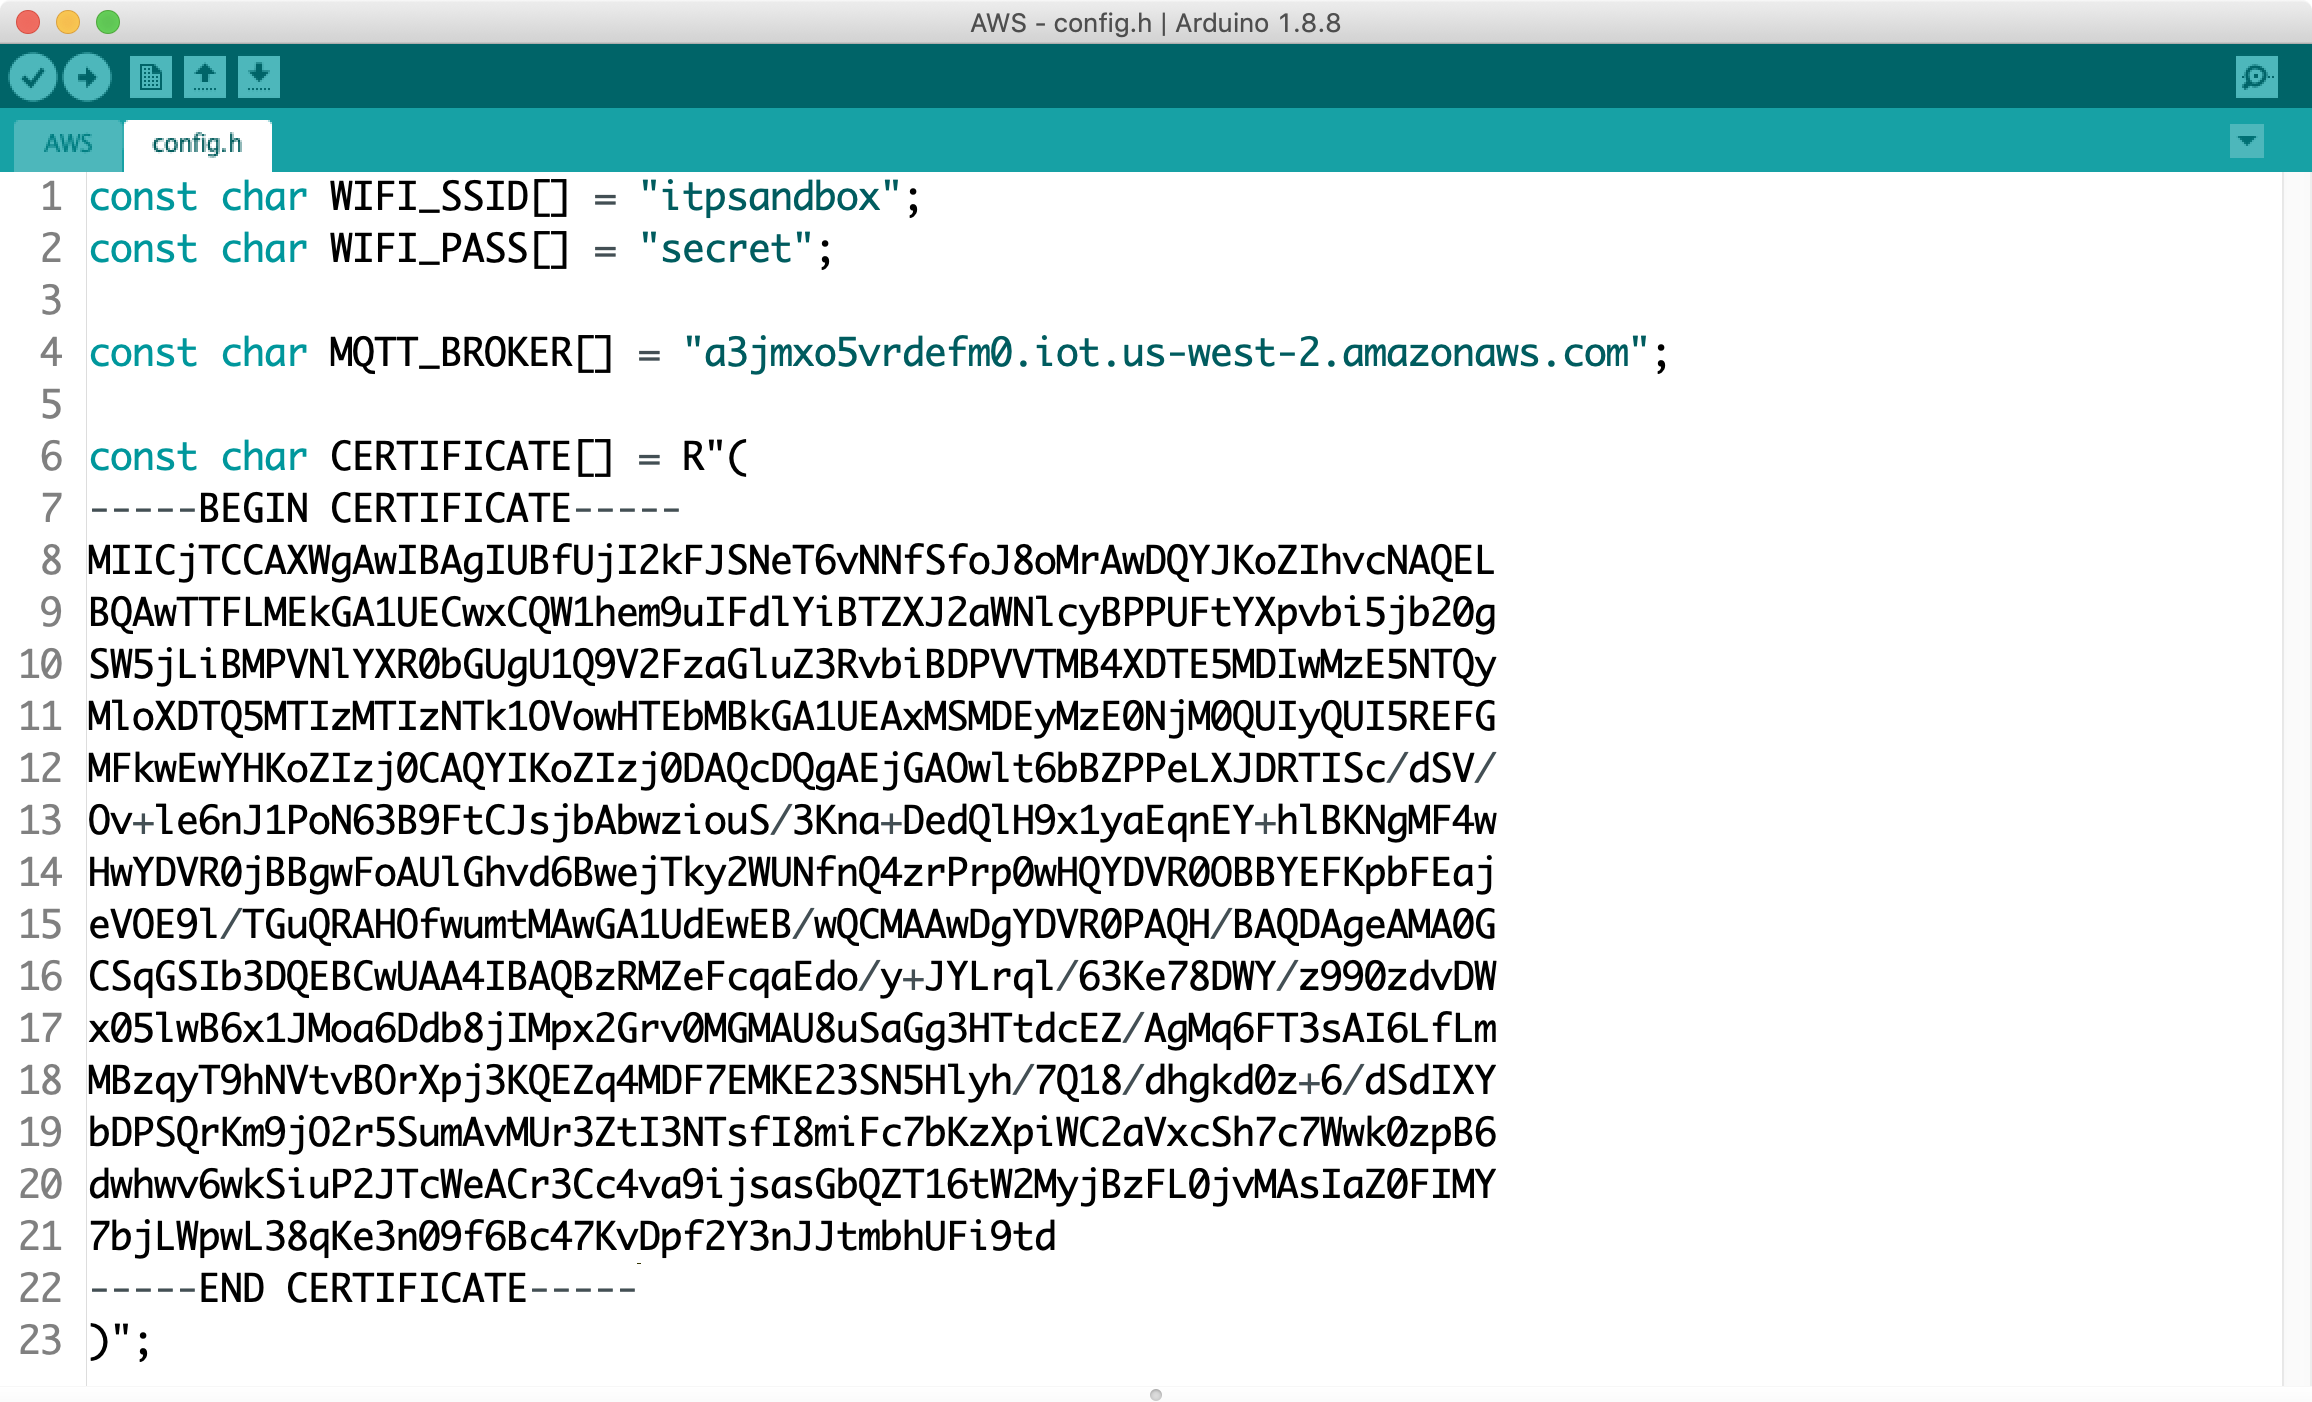 AWS - config.h | Arduino 1.8.8
AWS
config.h
1 const char WIFI_SSID[] = "itpsandbox";
2 const char WIFI_PASS[] = "secret";
3
4 const char MQTT_BROKER[] = "a3jmxo5vrdefm0.iot.us-west-2.amazonaws.com";
5
6 const char CERTIFICATE[] = R"(
7 -----BEGIN CERTIFICATE-----
8 MIICjTCCAXWgAwIBAgIUBfUjI2kFJSNeT6vNNfSfoJ8oMrAwDQYJKoZIhvcNAQEL
9 BQAwTTFLMEkGA1UECwxCQW1hem9uIFdlYiBTZXJ2aWNlcyBPPUFtYXpvbi5jb20g
10 SW5jLiBMPVNlYXR0bGUgU1Q9V2FzaGluZ3RvbiBDPVVTMB4XDTE5MDIwMzE5NTQy
11 MloXDTQ5MTIzMTIzNTk1OVowHTEbMBkGA1UEAxMSMDEyMzE0NjM0QUIyQUI5REFG
12 MFkwEwYHKoZIzj0CAQYIKoZIzj0DAQcDQgAEjGAOwlt6bBZPPeLXJDRTISc/dSV/
13 Ov+le6nJ1PoN63B9FtCJsjbAbwziouS/3Kna+DedQlH9x1yaEqnEY+hlBKNgMF4w
14 HwYDVR0jBBgwFoAUlGhvd6BwejTky2WUNfnQ4zrPrp0wHQYDVR0OBBYEFKpbFEaj
15 eVOE9l/TGuQRAHOfwumtMAwGA1UdEwEB/wQCMAAwDgYDVR0PAQH/BAQDAgeAMA0G
16 CSqGSIb3DQEBCwUAA4IBAQBzRMZeFcqaEdo/y+JYLrql/63Ke78DWY/z990zdvDW
17 x05lwB6x1JMoa6Ddb8jIMpx2Grv0MGMAU8uSaGg3HTtdcEZ/AgMq6FT3sAI6LfLm
18 MBzqyT9hNVtvBOrXpj3KQEZq4MDF7EMKE23SN5Hlyh/7Q18/dhgkd0z+6/dSdIXY
19 bDPSQrKm9jO2r5SumAvMUr3ZtI3NTsfI8miFc7bKzXpiWC2aVxcSh7c7Wwk0zpB6
20 dwhwv6wkSiuP2JTcWeACr3Cc4va9ijsasGbQZT16tW2MyjBzFL0jvMAsIaZ0FIMY
21 7bjLWpwL38qKe3n09f6Bc47KvDpf2Y3nJJtmbhUFi9td
22 -----END CERTIFICATE-----
23 )";